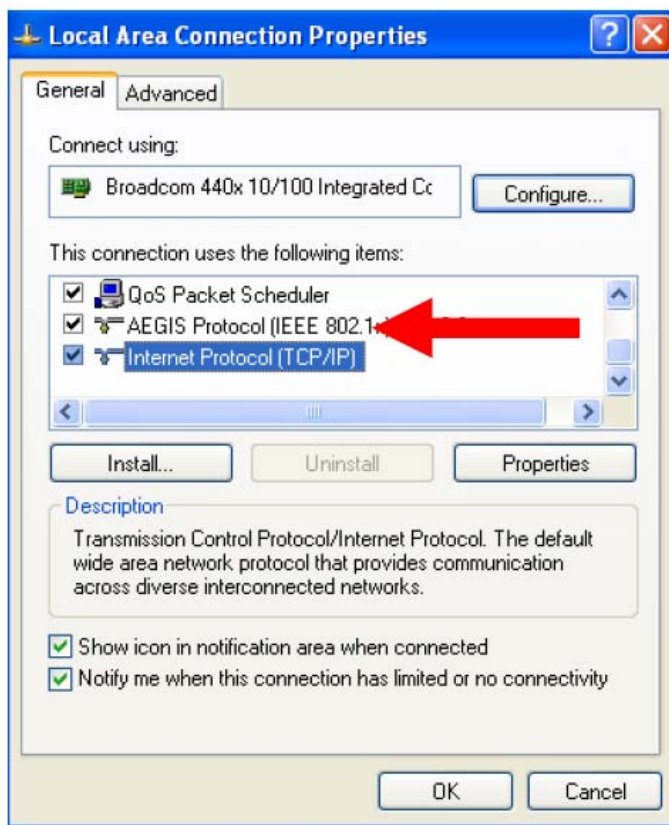 Local Area Connection Properties
General
Advanced
Connect using:
Broadcom 440x 10/100 Integrated Cc
Configure...
This connection uses the following items:
QoS Packet Scheduler
AEGIS Protocol (IEEE 802.1x)
Internet Protocol (TCP/IP)
Install...
Uninstall
Properties
Description
Transmission Control Protocol/Internet Protocol. The default
wide area network protocol that provides communication
across diverse interconnected networks.
Show icon in notification area when connected
Notify me when this connection has limited or no connectivity
OK
Cancel